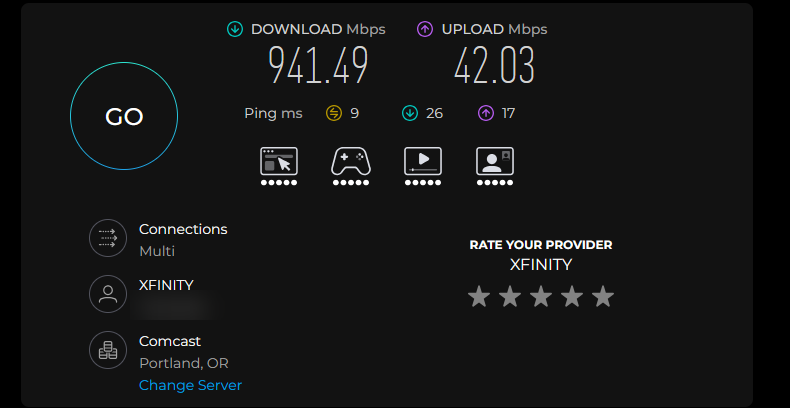 DOWNLOAD Mbps
UPLOAD Mbps
941.49
42.03
GO
Ping ms
9
26
17
Connections
Multi
XFINITY
Comcast
Portland, OR
Change Server
RATE YOUR PROVIDER
XFINITY